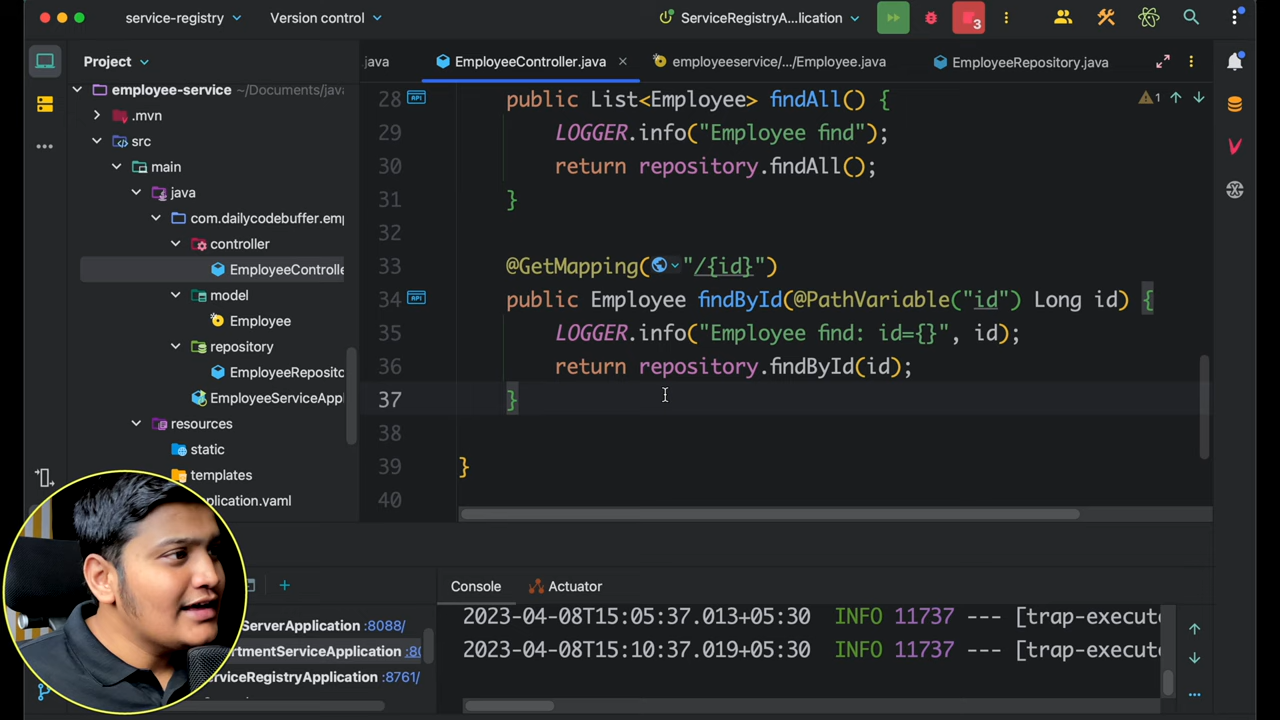 service-registry
Version control
ServiceRegistryA...lication
3
Project
java
EmployeeController.java
employeeservice/.../Employee.java
EmployeeRepository.java
employee-service ~/Documents/java
.mvn
src
main
java
com.dailycodebuffer.emp
controller
EmployeeControlle
model
Employee
repository
EmployeeReposito
EmployeeServiceAppl
resources
static
templates
application.yaml
28 public List<Employee> findAll() {
1
29 LOGGER.info("Employee find");
30 return repository.findAll();
31 }
32
33 @GetMapping("/{id}")
34 public Employee findById(@PathVariable("id") Long id) {
35 LOGGER.info("Employee find: id={}", id);
36 return repository.findById(id);
37 }
38
39 }
40
Console
Actuator
ServerApplication :8088/
rtmentServiceApplication :80
erviceRegistryApplication :8761/
2023-04-08T15:05:37.013+05:30 INFO 11737 --- [trap-execut
2023-04-08T15:10:37.019+05:30 INFO 11737 --- [trap-execut